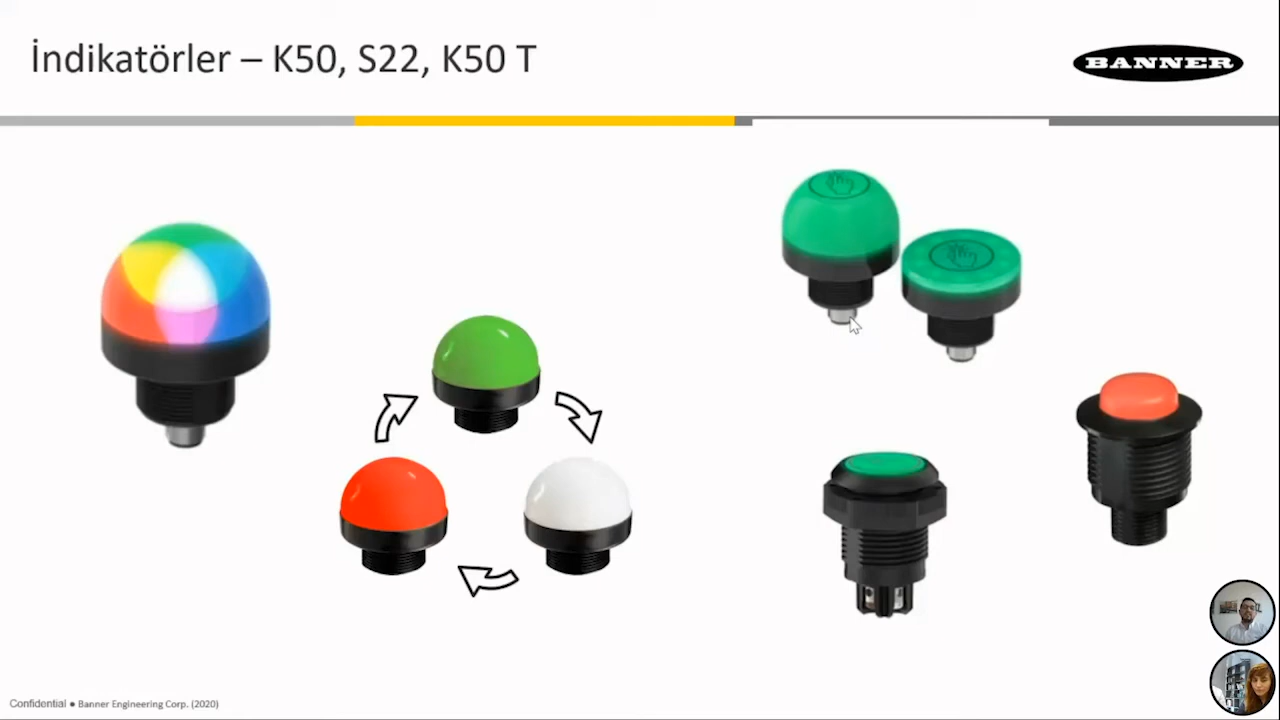 İndikatörler – K50, S22, K50 T
BANNER
Confidential ● Banner Engineering Corp. (2020)